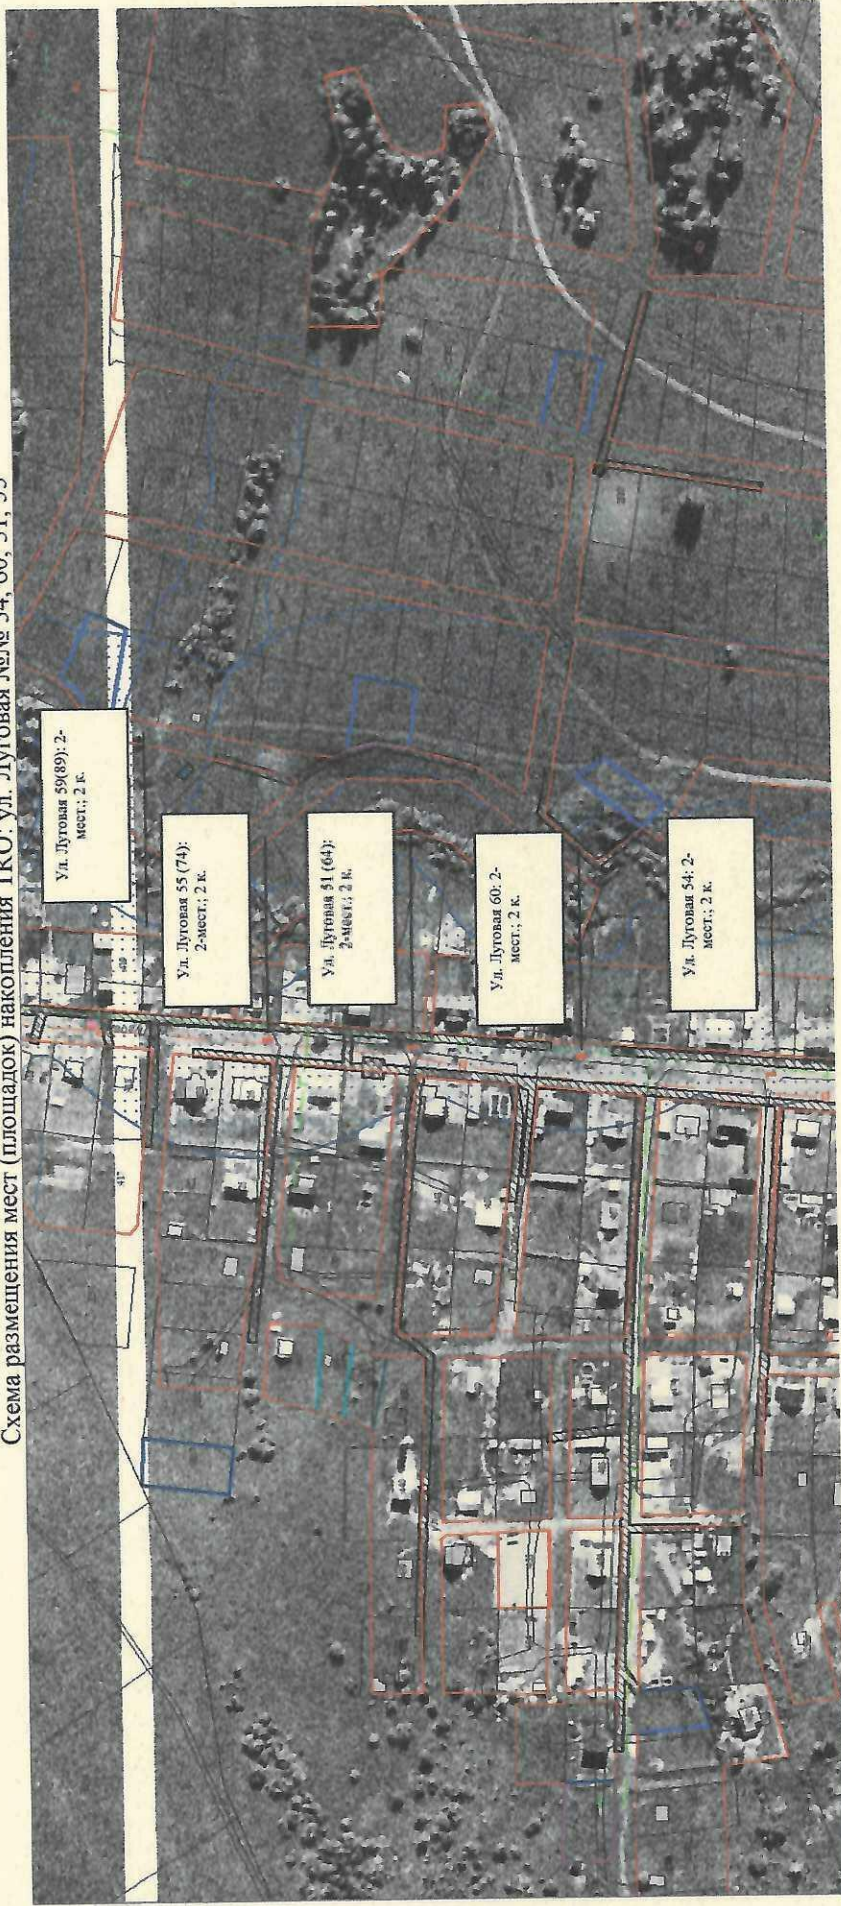 Схема размещения мест (площадок) накопления ТКО: ул. Луговая №№ 54, 60, 51, 55
Ул. Луговая 59(89): 2-
мест.; 2 к.
Ул. Луговая 55 (74):
2-мест.; 2 к.
Ул. Луговая 51 (64):
2-мест.; 2 к.
Ул. Луговая 60: 2-
мест.; 2 к.
Ул. Луговая 54: 2-
мест.; 2 к.
417